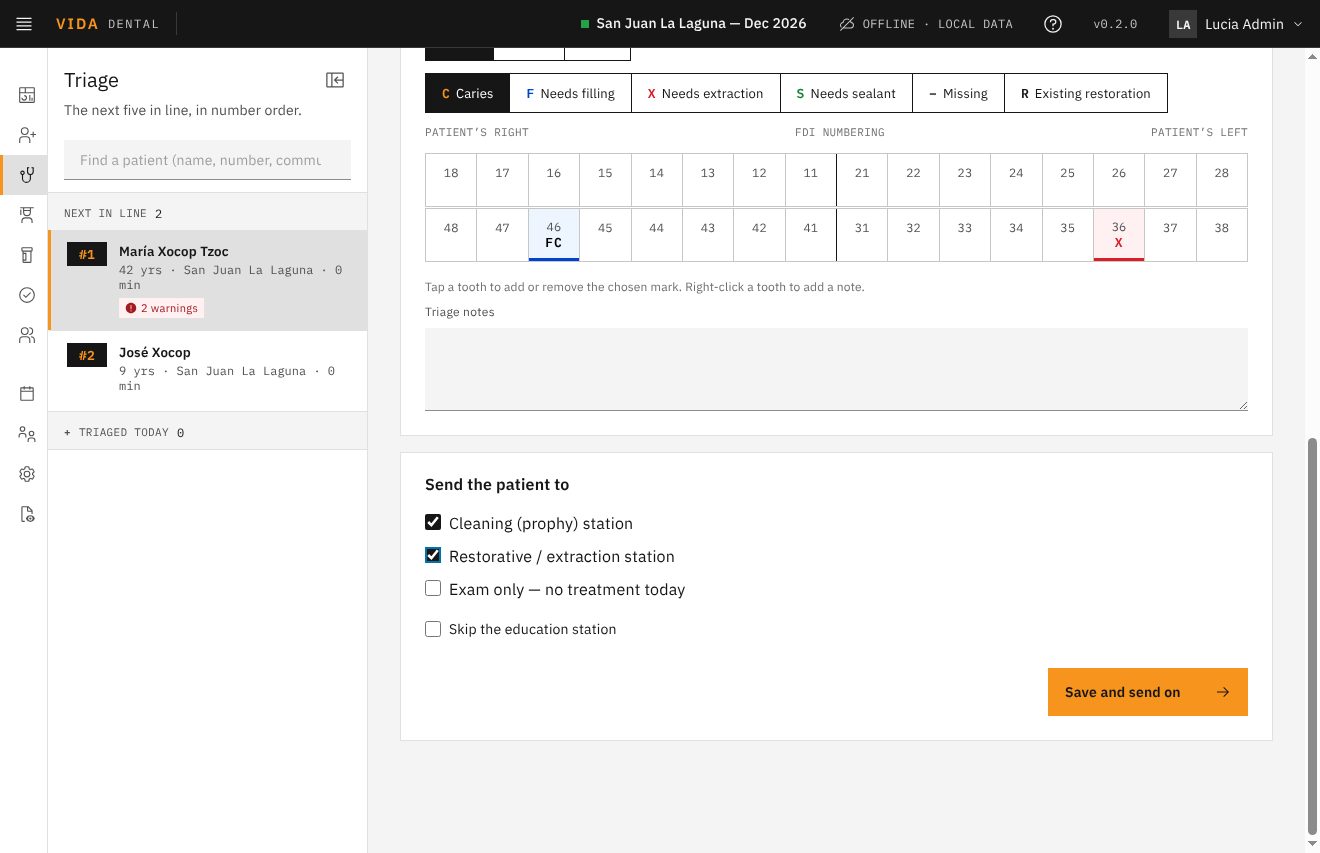 VIDA DENTAL
San Juan La Laguna — Dec 2026
OFFLINE · LOCAL DATA
v0.2.0
LA
Lucia Admin
Triage
The next five in line, in number order.
Find a patient (name, number, commu
NEXT IN LINE 2
#1
María Xocop Tzoc
42 yrs · San Juan La Laguna · 0
min
2 warnings
#2
José Xocop
9 yrs · San Juan La Laguna · 0
min
+ TRIAGED TODAY 0
C Caries
F Needs filling
X Needs extraction
S Needs sealant
– Missing
R Existing restoration
PATIENT’S RIGHT
FDI NUMBERING
PATIENT’S LEFT
18 17 16 15 14 13 12 11 21 22 23 24 25 26 27 28
48 47 46 45 44 43 42 41 31 32 33 34 35 36 37 38
FC X
Tap a tooth to add or remove the chosen mark. Right-click a tooth to add a note.
Triage notes
Send the patient to
Cleaning (prophy) station
Restorative / extraction station
Exam only — no treatment today
Skip the education station
Save and send on